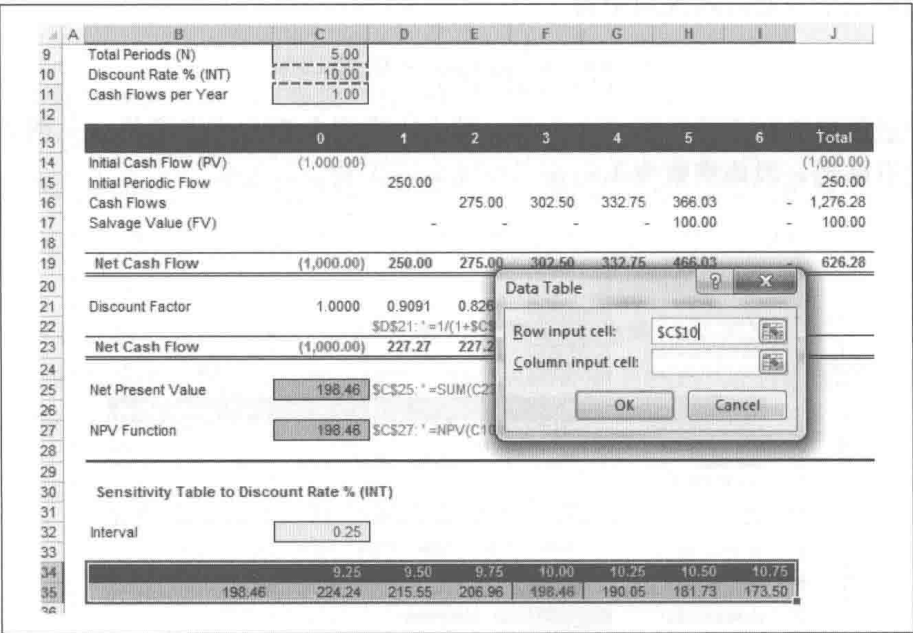 A B C D E F G H I J
9 Total Periods (N) 5.00
10 Discount Rate % (INT) 10.00
11 Cash Flows per Year 1.00
12
13 0 1 2 3 4 5 6 Total
14 Initial Cash Flow (PV) (1,000.00) (1,000.00)
15 Initial Periodic Flow 250.00 250.00
16 Cash Flows 275.00 302.50 332.75 366.03 - 1,276.28
17 Salvage Value (FV) - - - - 100.00 - 100.00
18
19 Net Cash Flow (1,000.00) 250.00 275.00 302.50 332.75 466.03 - 626.28
20
21 Discount Factor 1.0000 0.9091 0.826
22 $D$21: ' =1/(1+$C$
23 Net Cash Flow (1,000.00) 227.27 227.2
24
25 Net Present Value 198.46 $C$25: ' =SUM(C23
26
27 NPV Function 198.46 $C$27: ' =NPV(C10
28
Data Table
?
x
Row input cell: $C$10
Column input cell:
OK Cancel
29
30 Sensitivity Table to Discount Rate % (INT)
31
32 Interval 0.25
33
34 9.25 9.50 9.75 10.00 10.25 10.50 10.75
35 198.46 224.24 215.55 206.96 198.46 190.05 181.73 173.50
36